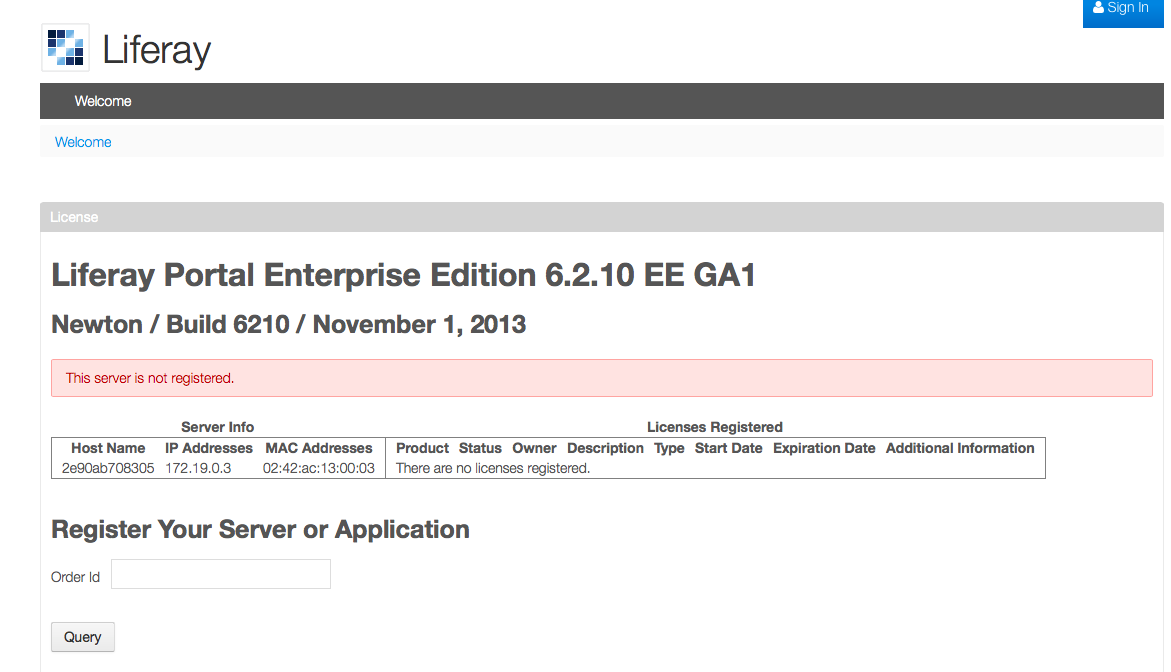 Sign In
Liferay
Welcome
Welcome
License
Liferay Portal Enterprise Edition 6.2.10 EE GA1
Newton / Build 6210 / November 1, 2013
This server is not registered.
Server Info Licenses Registered
Host Name IP Addresses MAC Addresses Product Status Owner Description Type Start Date Expiration Date Additional Information
2e90ab708305 172.19.0.3 02:42:ac:13:00:03 There are no licenses registered.
Register Your Server or Application
Order Id
Query